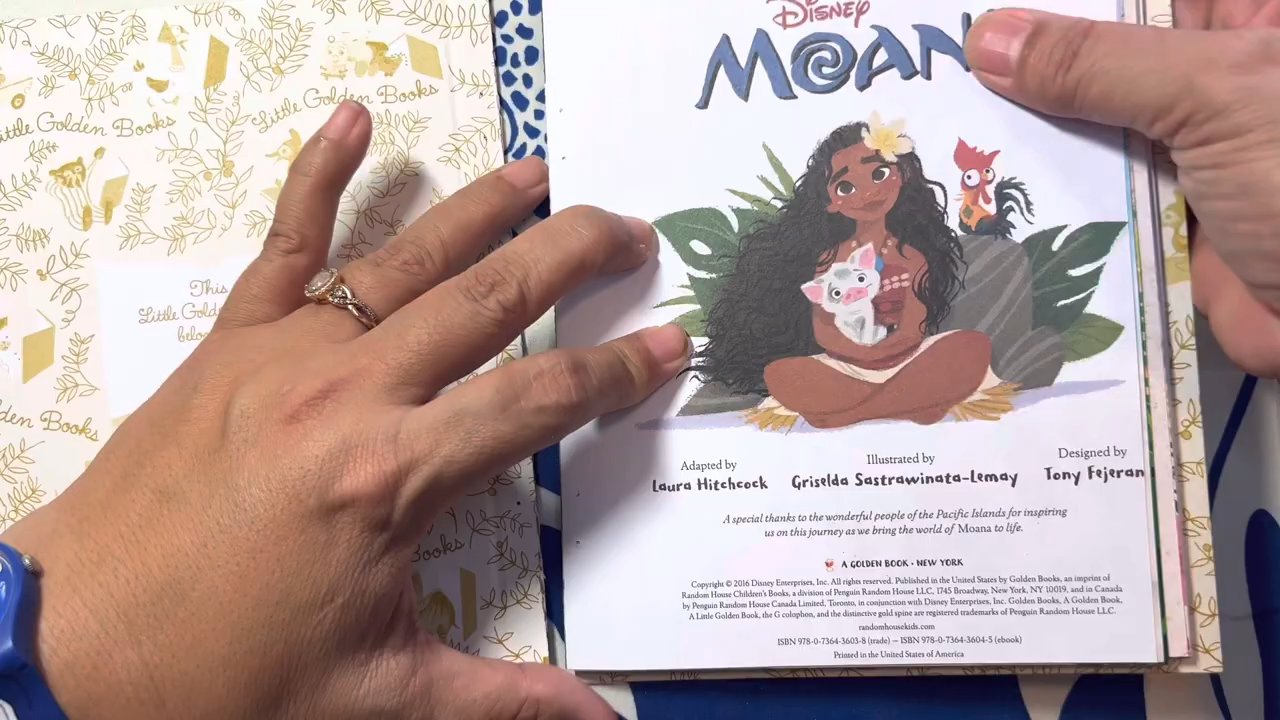 Little Golden Books
Little Golden Books
This
Little Gold
belo
Golden Books
Books
DISNEY
MOAN
Adapted by
Laura Hitchcock
Illustrated by
Griselda Sastrawinata-Lemay
Designed by
Tony Fejeran
A special thanks to the wonderful people of the Pacific Islands for inspiring
us on this journey as we bring the world of Moana to life.
A GOLDEN BOOK • NEW YORK
Copyright © 2016 Disney Enterprises, Inc. All rights reserved. Published in the United States by Golden Books, an imprint of
Random House Children's Books, a division of Penguin Random House LLC, 1745 Broadway, New York, NY 10019, and in Canada
by Penguin Random House Canada Limited, Toronto, in conjunction with Disney Enterprises, Inc. Golden Books, A Golden Book,
A Little Golden Book, the G colophon, and the distinctive gold spine are registered trademarks of Penguin Random House LLC.
randomhousekids.com
ISBN 978-0-7364-3603-8 (trade) — ISBN 978-0-7364-3604-5 (ebook)
Printed in the United States of America